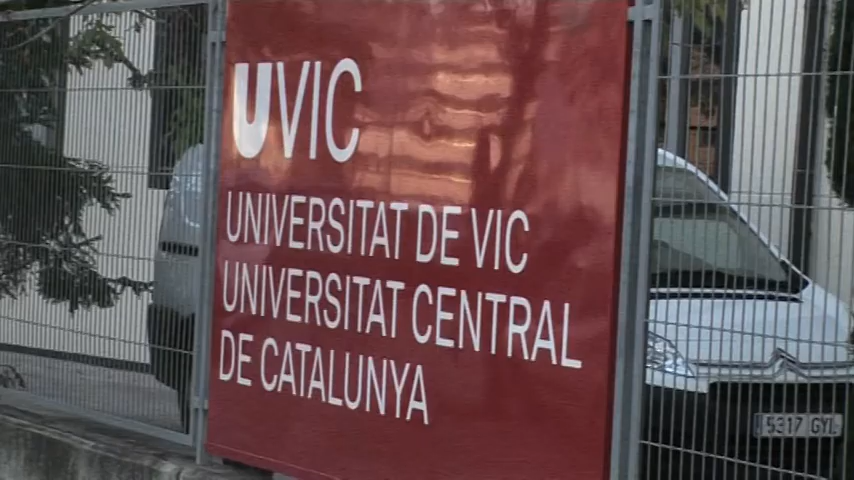 UVIC
UNIVERSITAT DE VIC
UNIVERSITAT CENTRAL
DE CATALUNYA
5317 GYL